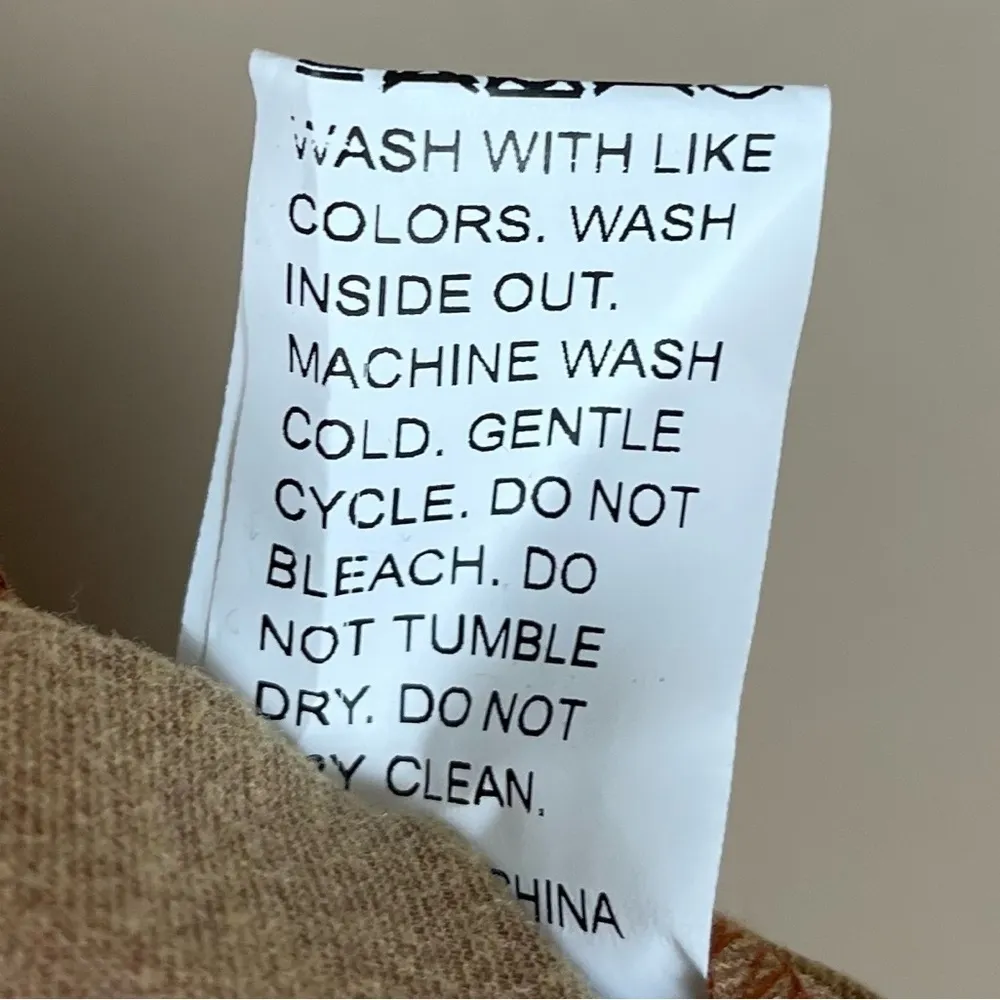 WASH WITH LIKE
COLORS. WASH
INSIDE OUT.
MACHINE WASH
COLD. GENTLE
CYCLE. DO NOT
BLEACH. DO
NOT TUMBLE
DRY. DO NOT
CLEAN.
CHINA